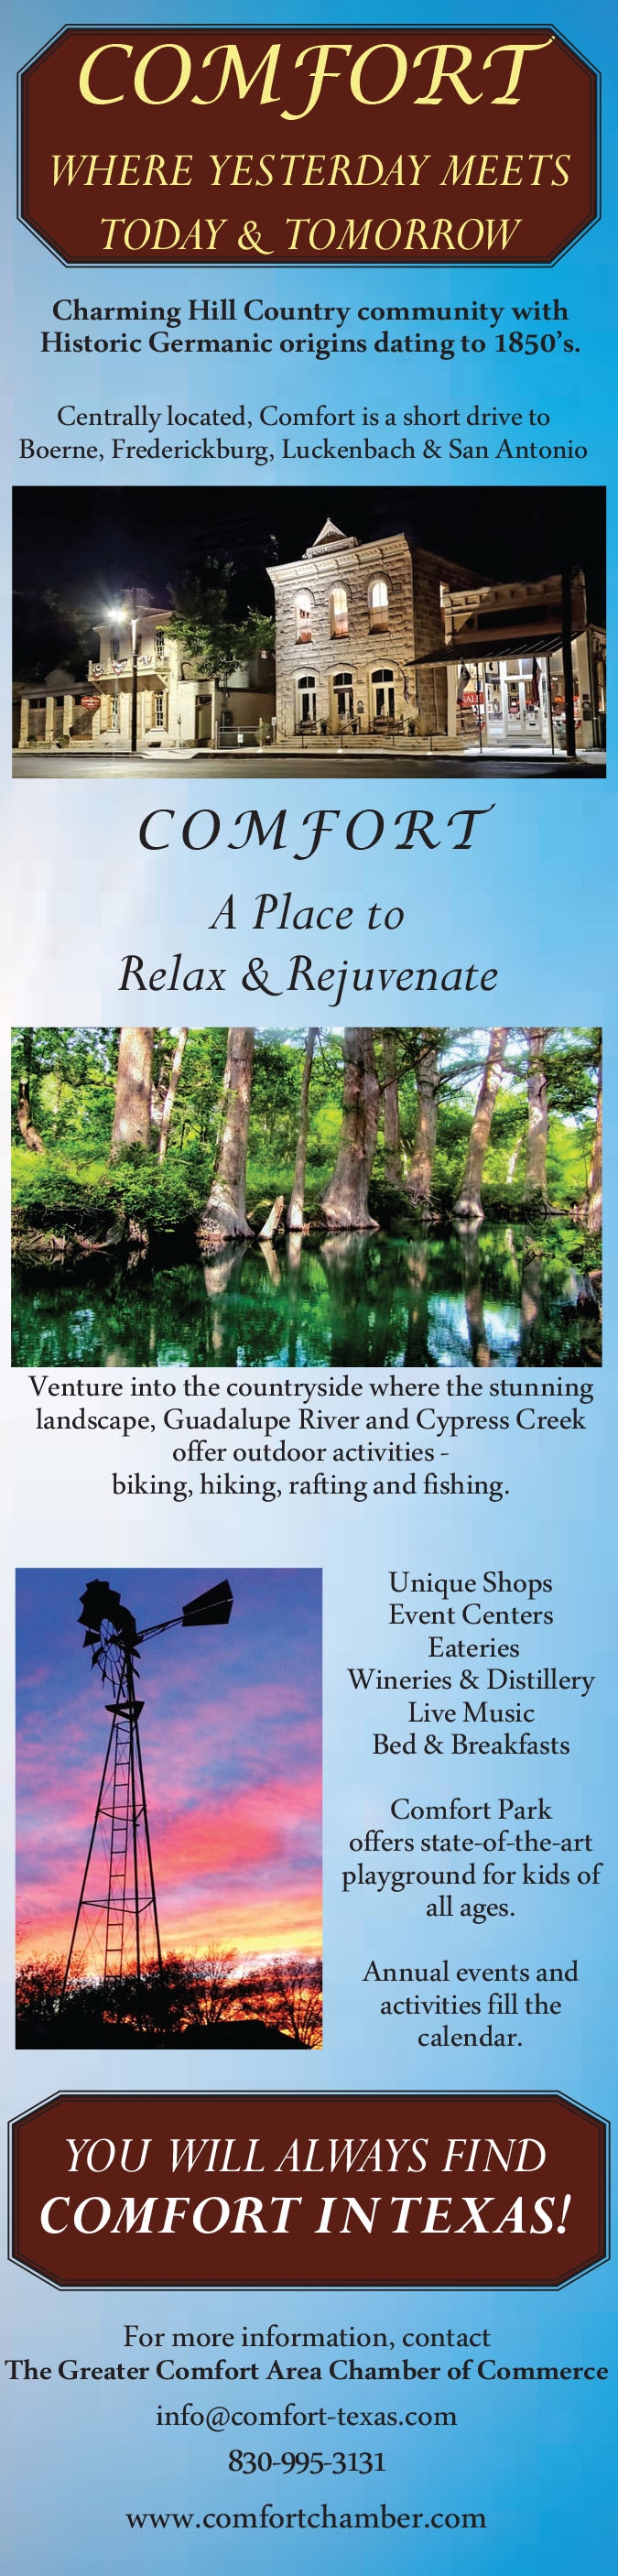 COMFORT
WHERE YESTERDAY MEETS
TODAY & TOMORROW
Charming Hill Country community with
Historic Germanic origins dating to 1850's.
Centrally located, Comfort is a short drive to
Boerne, Frederickburg, Luckenbach & San Antonio
SALE
COMFORT
A Place to
Relax & Rejuvenate
Venture into the countryside where the stunning
landscape, Guadalupe River and Cypress Creek
offer outdoor activities -
biking, hiking, rafting and fishing.
Unique Shops
Event Centers
Eateries
Wineries & Distillery
Live Music
Bed & Breakfasts
Comfort Park
offers state-of-the-art
playground for kids of
all ages.
Annual events and
activities fill the
calendar.
YOU WILL ALWAYS FIND
COMFORT IN TEXAS!
For more information, contact
The Greater Comfort Area Chamber of Commerce
info@comfort-texas.com
830-995-3131
www.comfortchamber.com